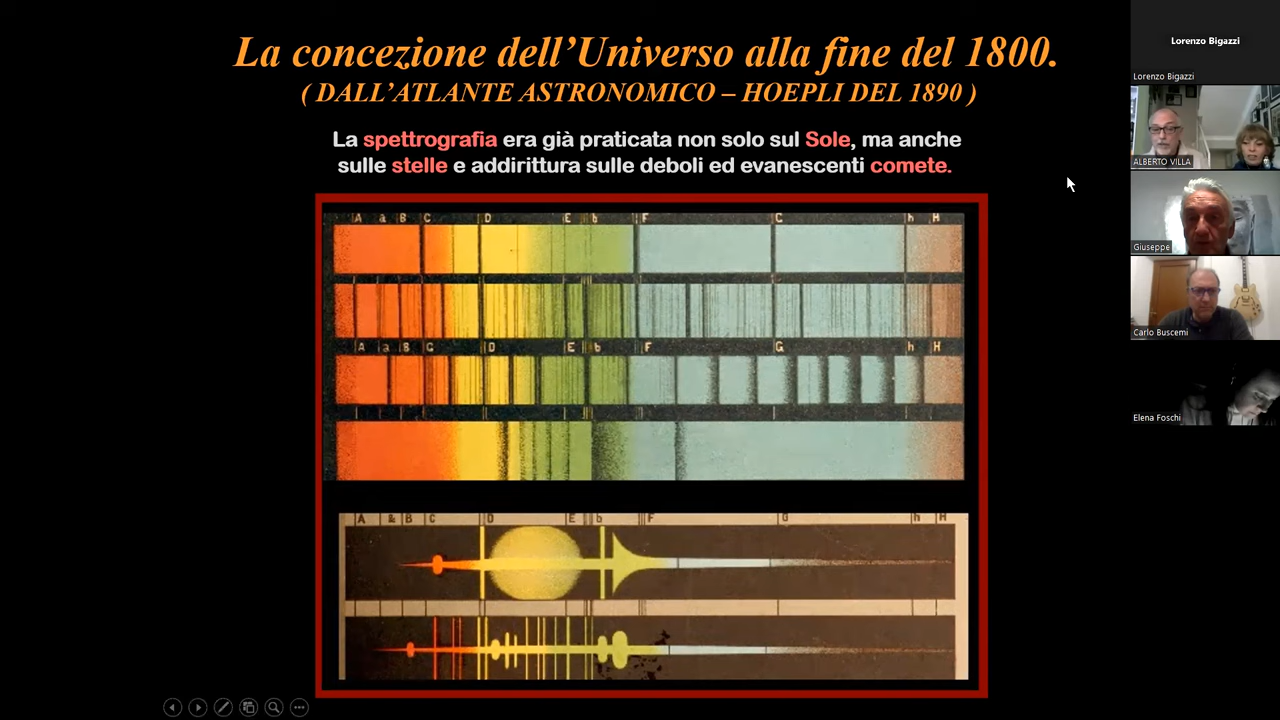 La concezione dell'Universo alla fine del 1800.
( DALL'ATLANTE ASTRONOMICO – HOEPLI DEL 1890 )
La spettrografia era già praticata non solo sul Sole, ma anche
sulle stelle e addirittura sulle deboli ed evanescenti comete.
A a B C D E b F G h H
A a B C D E b F G h H
A a B C D E b F G h H
Lorenzo Bigazzi
Lorenzo Bigazzi
ALBERTO VILLA
Giuseppe
Carlo Buscemi
Elena Foschi